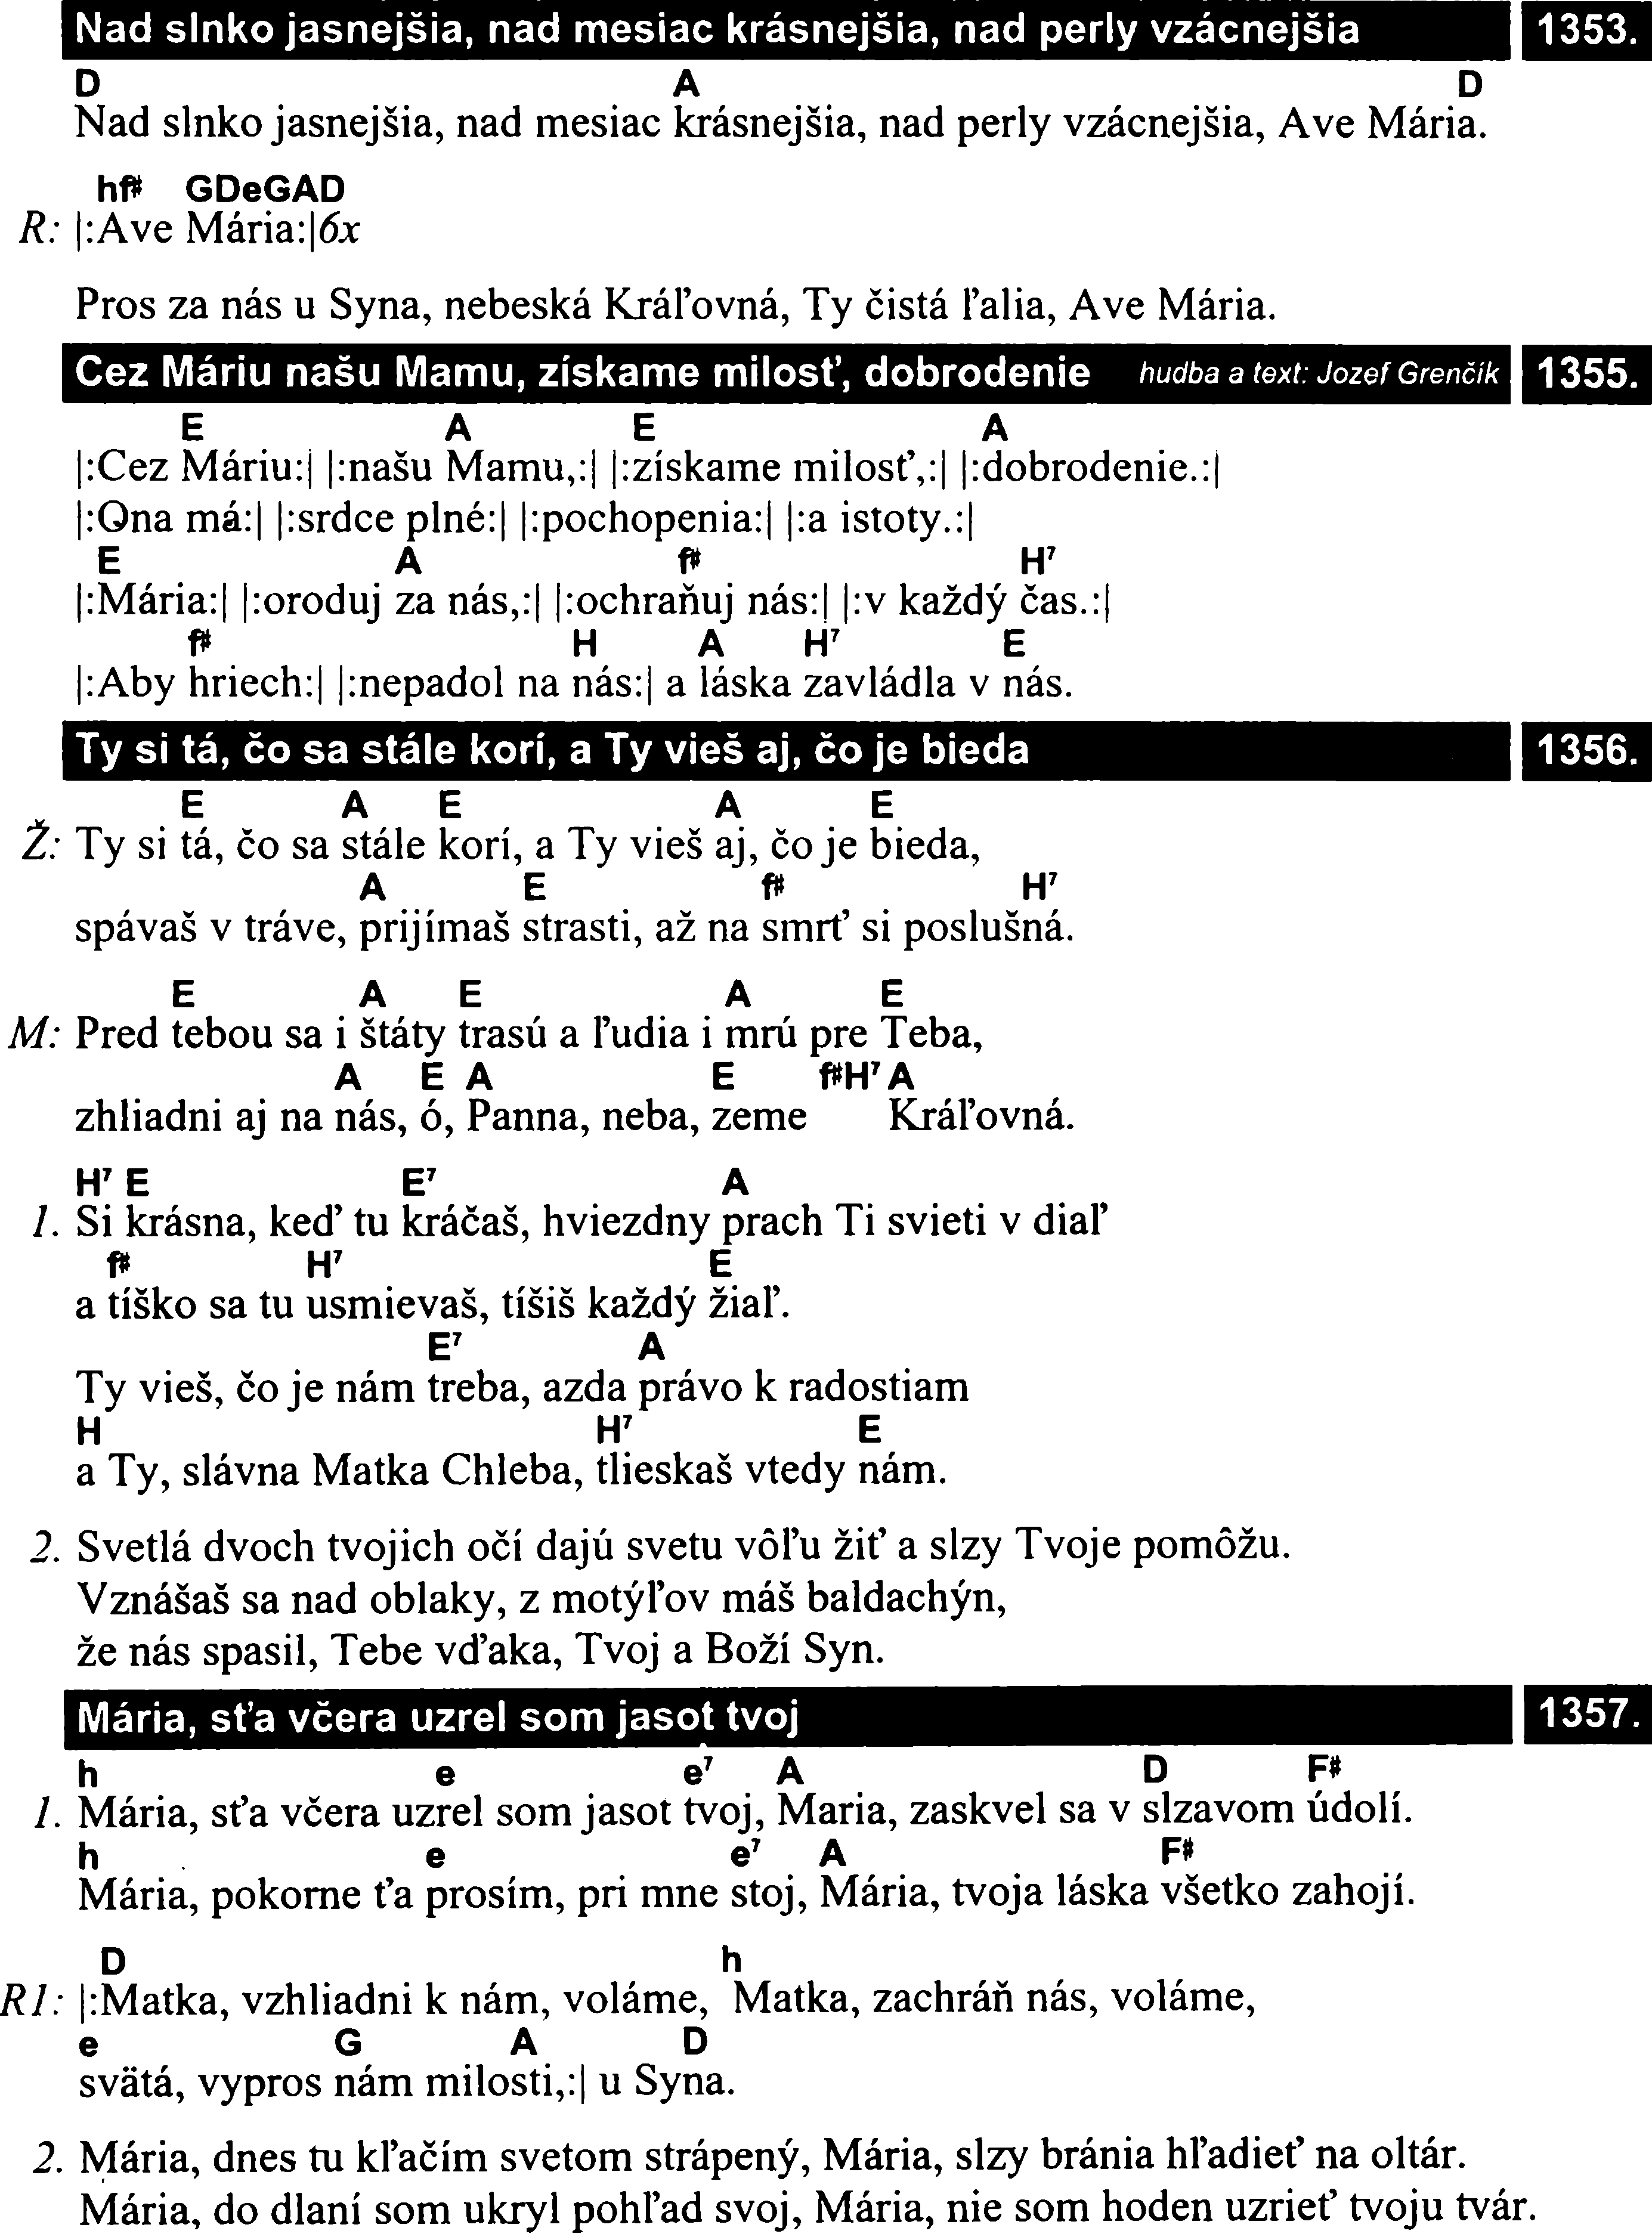 Nad slnko jasnejšia, nad mesiac krásnejšia, nad perly vzácnejšia 1353.
D A D
Nad slnko jasnejšia, nad mesiac krásnejšia, nad perly vzácnejšia, Ave Mária.
hf# GDeGAD
R: |:Ave Mária:|6x
Pros za nás u Syna, nebeská Kráľovná, Ty čistá ľalia, Ave Mária.
Cez Máriu našu Mamu, získame milosť, dobrodenie hudba a text: Jozef Grenčík 1355.
E A E A
|:Cez Máriu:| |:našu Mamu,:| |:získame milosť,:| |:dobrodenie.:|
|:Ona má:| |:srdce plné:| |:pochopenia:| |:a istoty.:|
E A f# H7
|:Mária:| |:oroduj za nás,:| |:ochraňuj nás:| |:v každý čas.:|
f# H A H7 E
|:Aby hriech:| |:nepadol na nás:| a láska zavládla v nás.
Ty si tá, čo sa stále korí, a Ty vieš aj, čo je bieda 1356.
E A E A E
Ž: Ty si tá, čo sa stále korí, a Ty vieš aj, čo je bieda,
A E f# H7
spávaš v tráve, prijímaš strasti, až na smrť si poslušná.
E A E A E
M: Pred tebou sa i štáty trasú a ľudia i mrú pre Teba,
A E A E f#H7 A
zhliadni aj na nás, ó, Panna, neba, zeme Kráľovná.
H7 E E7 A
1. Si krásna, keď tu kráčaš, hviezdny prach Ti svieti v diaľ
f# H7 E
a tíško sa tu usmievaš, tíšiš každý žiaľ.
E7 A
Ty vieš, čo je nám treba, azda právo k radostiam
H H7 E
a Ty, slávna Matka Chleba, tlieskaš vtedy nám.
2. Svetlá dvoch tvojich očí dajú svetu vôľu žiť a slzy Tvoje pomôžu.
Vznášaš sa nad oblaky, z motýľov máš baldachýn,
že nás spasil, Tebe vďaka, Tvoj a Boží Syn.
Mária, sťa včera uzrel som jasot tvoj 1357.
h e e7 A D F#
1. Mária, sťa včera uzrel som jasot tvoj, Maria, zaskvel sa v slzavom údolí.
h e e7 A F#
Mária, pokorne ťa prosím, pri mne stoj, Mária, tvoja láska všetko zahojí.
D h
R1: |:Matka, vzhliadni k nám, voláme, Matka, zachráň nás, voláme,
e G A D
svätá, vypros nám milosti,:| u Syna.
2. Mária, dnes tu kľačím svetom strápený, Mária, slzy bránia hľadieť na oltár.
Mária, do dlaní som ukryl pohľad svoj, Mária, nie som hoden uzrieť tvoju tvár.